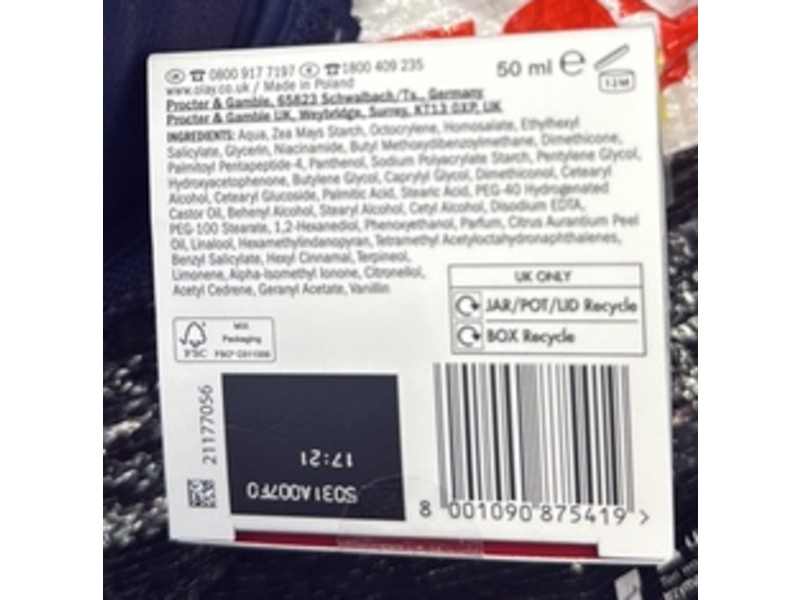 0800 917 7197 1800 409 235
www.olay.co.uk / Made in Poland
Procter & Gamble, 65823 Schwalbach/Ts., Germany
Procter & Gamble UK, Weybridge, Surrey, KT13 0XP, UK
50 ml ℮
12M
INGREDIENTS: Aqua, Zea Mays Starch, Octocrylene, Homosalate, Ethylhexyl
Salicylate, Glycerin, Niacinamide, Butyl Methoxydibenzoylmethane, Dimethicone,
Palmitoyl Pentapeptide-4, Panthenol, Sodium Polyacrylate Starch, Pentylene Glycol,
Hydroxyacetophenone, Butylene Glycol, Caprylyl Glycol, Dimethiconol, Cetearyl
Alcohol, Cetearyl Glucoside, Palmitic Acid, Stearic Acid, PEG-40 Hydrogenated
Castor Oil, Behenyl Alcohol, Stearyl Alcohol, Cetyl Alcohol, Disodium EDTA,
PEG-100 Stearate, 1,2-Hexanediol, Phenoxyethanol, Parfum, Citrus Aurantium Peel
Oil, Linalool, Hexamethylindanopyran, Tetramethyl Acetyloctahydronaphthalenes,
Benzyl Salicylate, Hexyl Cinnamal, Terpineol,
Limonene, Alpha-Isomethyl Ionone, Citronellol,
Acetyl Cedrene, Geranyl Acetate, Vanillin
UK ONLY
JAR/POT/LID Recycle
BOX Recycle
FSC
MIX
Packaging
21177056
17:21
5031A007F0
8 001090 875419 >